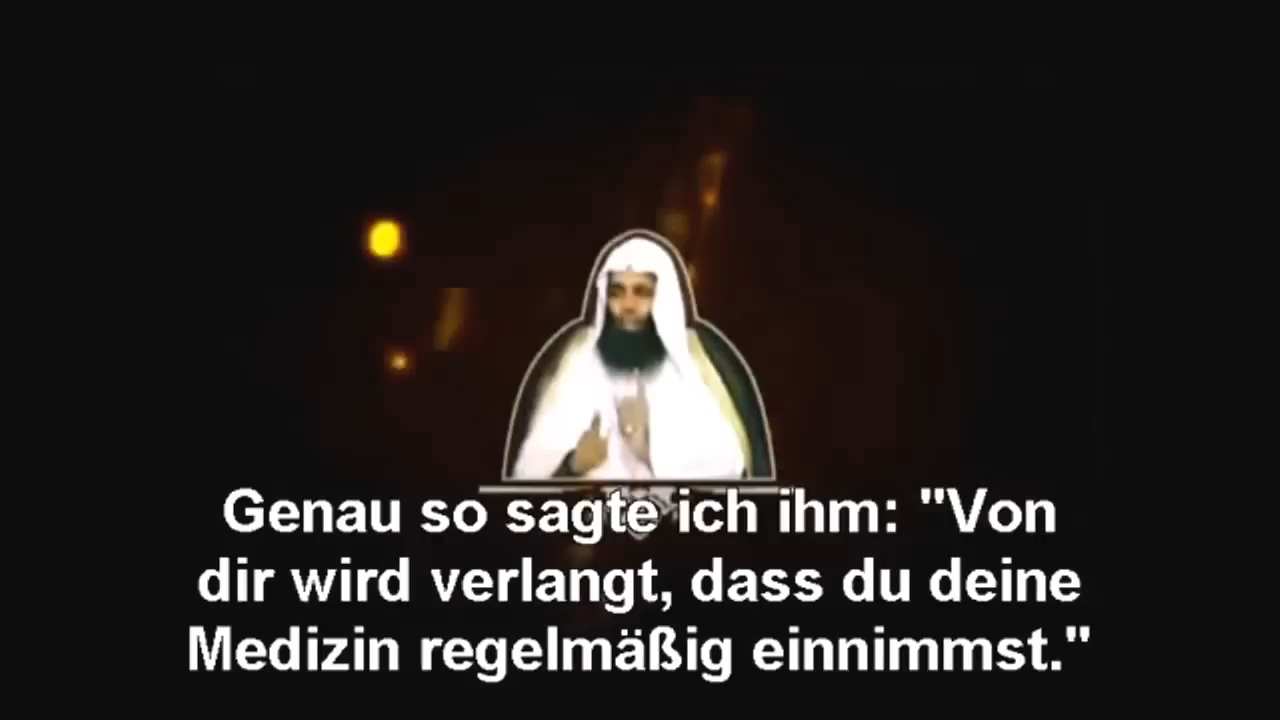 Genau so sagte ich ihm: "Von
dir wird verlangt, dass du deine
Medizin regelmäßig einnimmst."